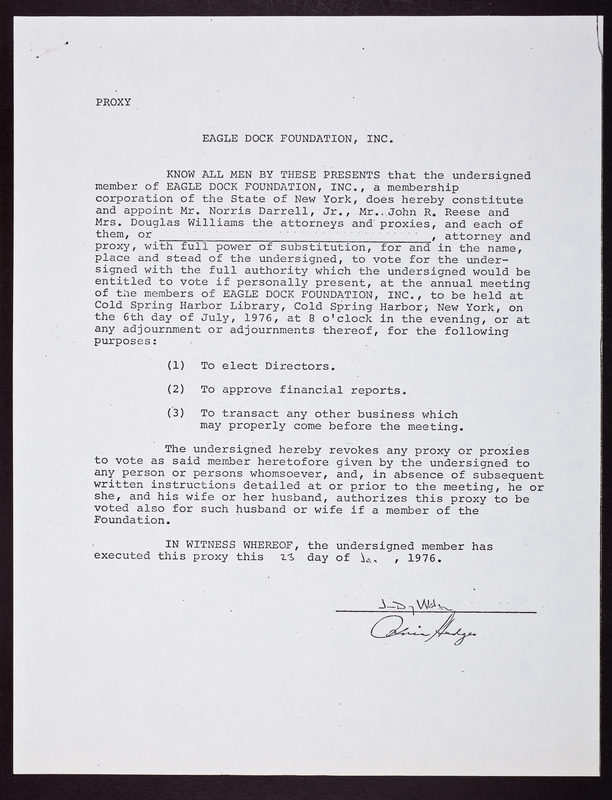 PROXY
EAGLE DOCK FOUNDATION, INC.
KNOW ALL MEN BY THESE PRESENTS that the undersigned
member of EAGLE DOCK FOUNDATION, INC., a membership
corporation of the State of New York, does hereby constitute
and appoint Mr. Norris Darrell, Jr., Mr. John R. Reese and
Mrs. Douglas Williams the attorneys and proxies, and each of
them, or , attorney and
proxy, with full power of substitution, for and in the name,
place and stead of the undersigned, to vote for the under-
signed with the full authority which the undersigned would be
entitled to vote if personally present, at the annual meeting
of the members of EAGLE DOCK FOUNDATION, INC., to be held at
Cold Spring Harbor Library, Cold Spring Harbor, New York, on
the 6th day of July, 1976, at 8 o'clock in the evening, or at
any adjournment or adjournments thereof, for the following
purposes:
(1) To elect Directors.
(2) To approve financial reports.
(3) To transact any other business which
may properly come before the meeting.
The undersigned hereby revokes any proxy or proxies
to vote as said member heretofore given by the undersigned to
any person or persons whomsoever, and, in absence of subsequent
written instructions detailed at or prior to the meeting, he or
she, and his wife or her husband, authorizes this proxy to be
voted also for such husband or wife if a member of the
Foundation.
IN WITNESS WHEREOF, the undersigned member has
executed this proxy this 23 day of , 1976.
Hedges